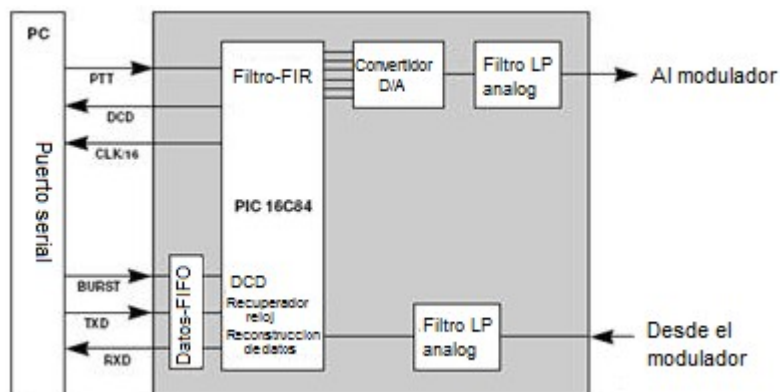 PC
Puerto serial
PTT
DCD
CLK/16
BURST
TXD
RXD
Datos-FIFO
Filtro-FIR
PIC 16C84
DCD
Recuperador
reloj
Reconstruccion
de datos
Convertidor
D/A
Filtro LP
analog
Al modulador
.Filtro LP
analog
Desde el
modulador